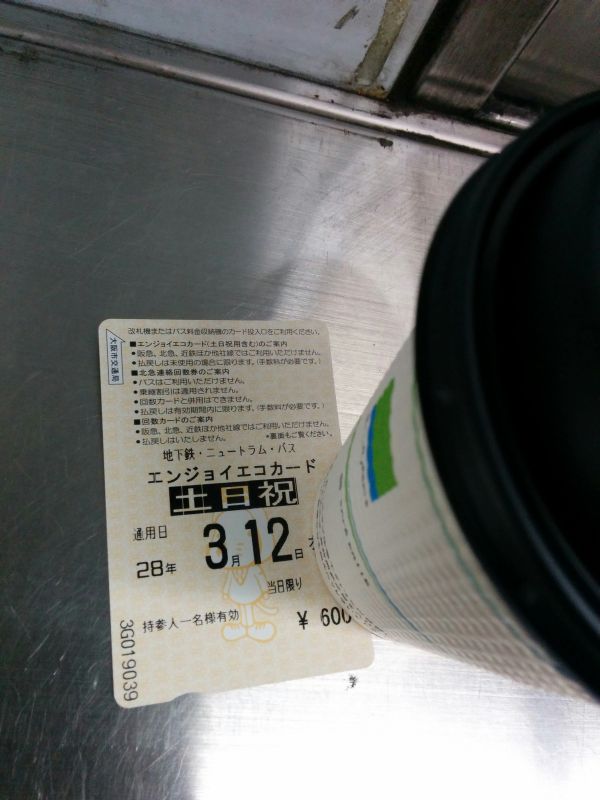 改札機またはバス料金収納機のカード投入口をご利用ください。
大阪市交通局
■エンジョイエコカード(土日祝用含む)のご案内
●阪急、北急、近鉄ほか他社線ではご利用いただけません。
●払戻しは未使用の場合に限ります。(手数料が必要です。)
■北急連絡回数券のご案内
●バスはご利用いただけません。
●乗継割引は適用されません。
●回数カードと併用はできません。
●払戻しは有効期間内に限ります。(手数料が必要です。)
■回数カードのご案内
●阪急、北急、近鉄ほか他社線ではご利用いただけません。
●払戻しはいたしません。 *裏面もご覧ください。
地下鉄・ニュートラム・バス
エンジョイエコカード
土日祝
通用日
28年 3月12日
当日限り
持参人一名様有効 ¥600
3G019039